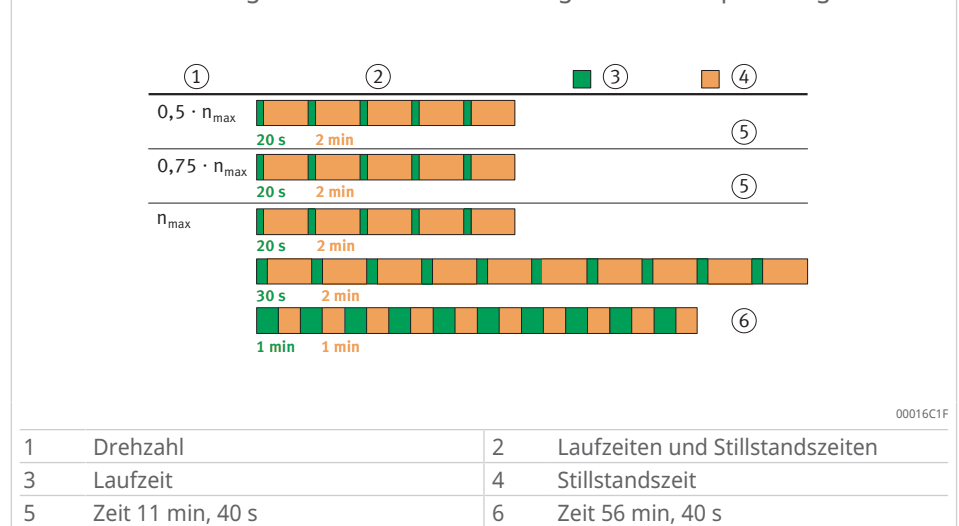 ① ② ③ ④
0,5 · nmax
20 s 2 min
⑤
0,75 · nmax
20 s 2 min
⑤
nmax
20 s 2 min
30 s 2 min
⑥
1 min 1 min
00016C1F
1 Drehzahl 2 Laufzeiten und Stillstandszeiten
3 Laufzeit 4 Stillstandszeit
5 Zeit 11 min, 40 s 6 Zeit 56 min, 40 s